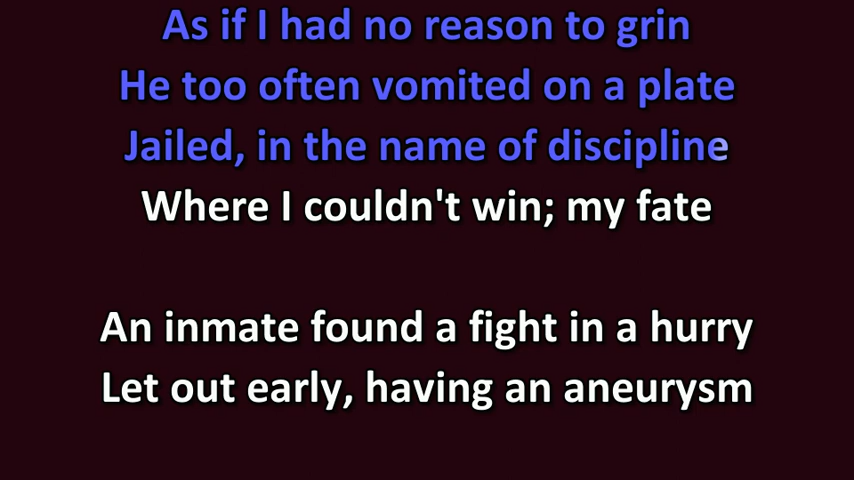 As if I had no reason to grin
He too often vomited on a plate
Jailed, in the name of discipline
Where I couldn't win; my fate
An inmate found a fight in a hurry
Let out early, having an aneurysm